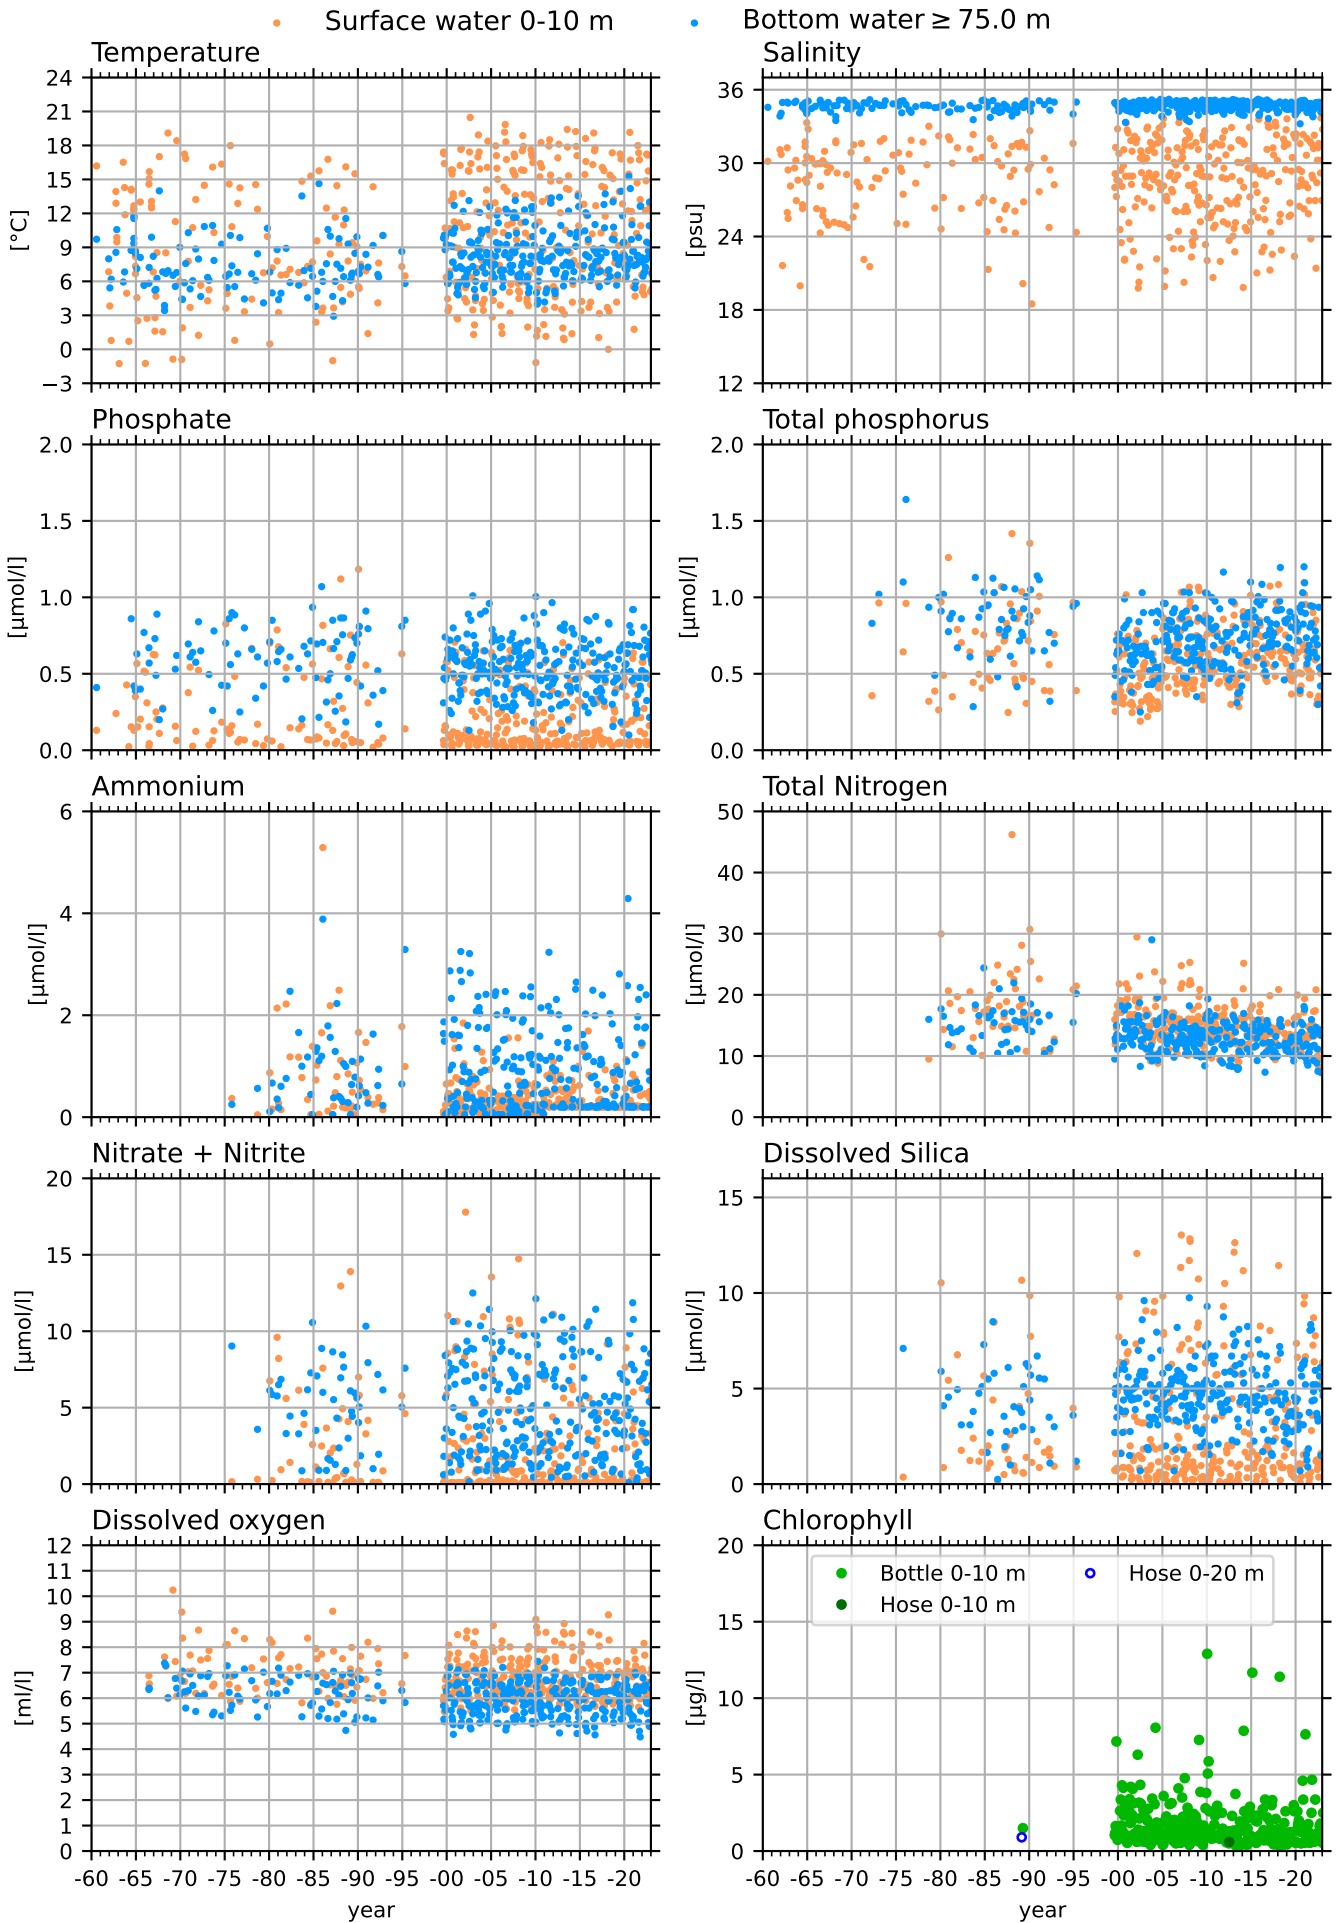 Surface water 0-10 m Bottom water ≥ 75.0 m
Temperature Salinity
24
21
18
15
12
9
6
3
0
−3
[°C]
36
30
24
18
12
[psu]
Phosphate Total phosphorus
2.0
1.5
1.0
0.5
0.0
[µmol/l]
2.0
1.5
1.0
0.5
0.0
[µmol/l]
Ammonium Total Nitrogen
6
4
2
0
[µmol/l]
50
40
30
20
10
0
[µmol/l]
Nitrate + Nitrite Dissolved Silica
20
15
10
5
0
[µmol/l]
15
10
5
0
[µmol/l]
Dissolved oxygen Chlorophyll
12
11
10
9
8
7
6
5
4
3
2
1
0
[ml/l]
20
15
10
5
0
[µg/l]
Bottle 0-10 m Hose 0-20 m
Hose 0-10 m
-60 -65 -70 -75 -80 -85 -90 -95 -00 -05 -10 -15 -20
-60 -65 -70 -75 -80 -85 -90 -95 -00 -05 -10 -15 -20
year year